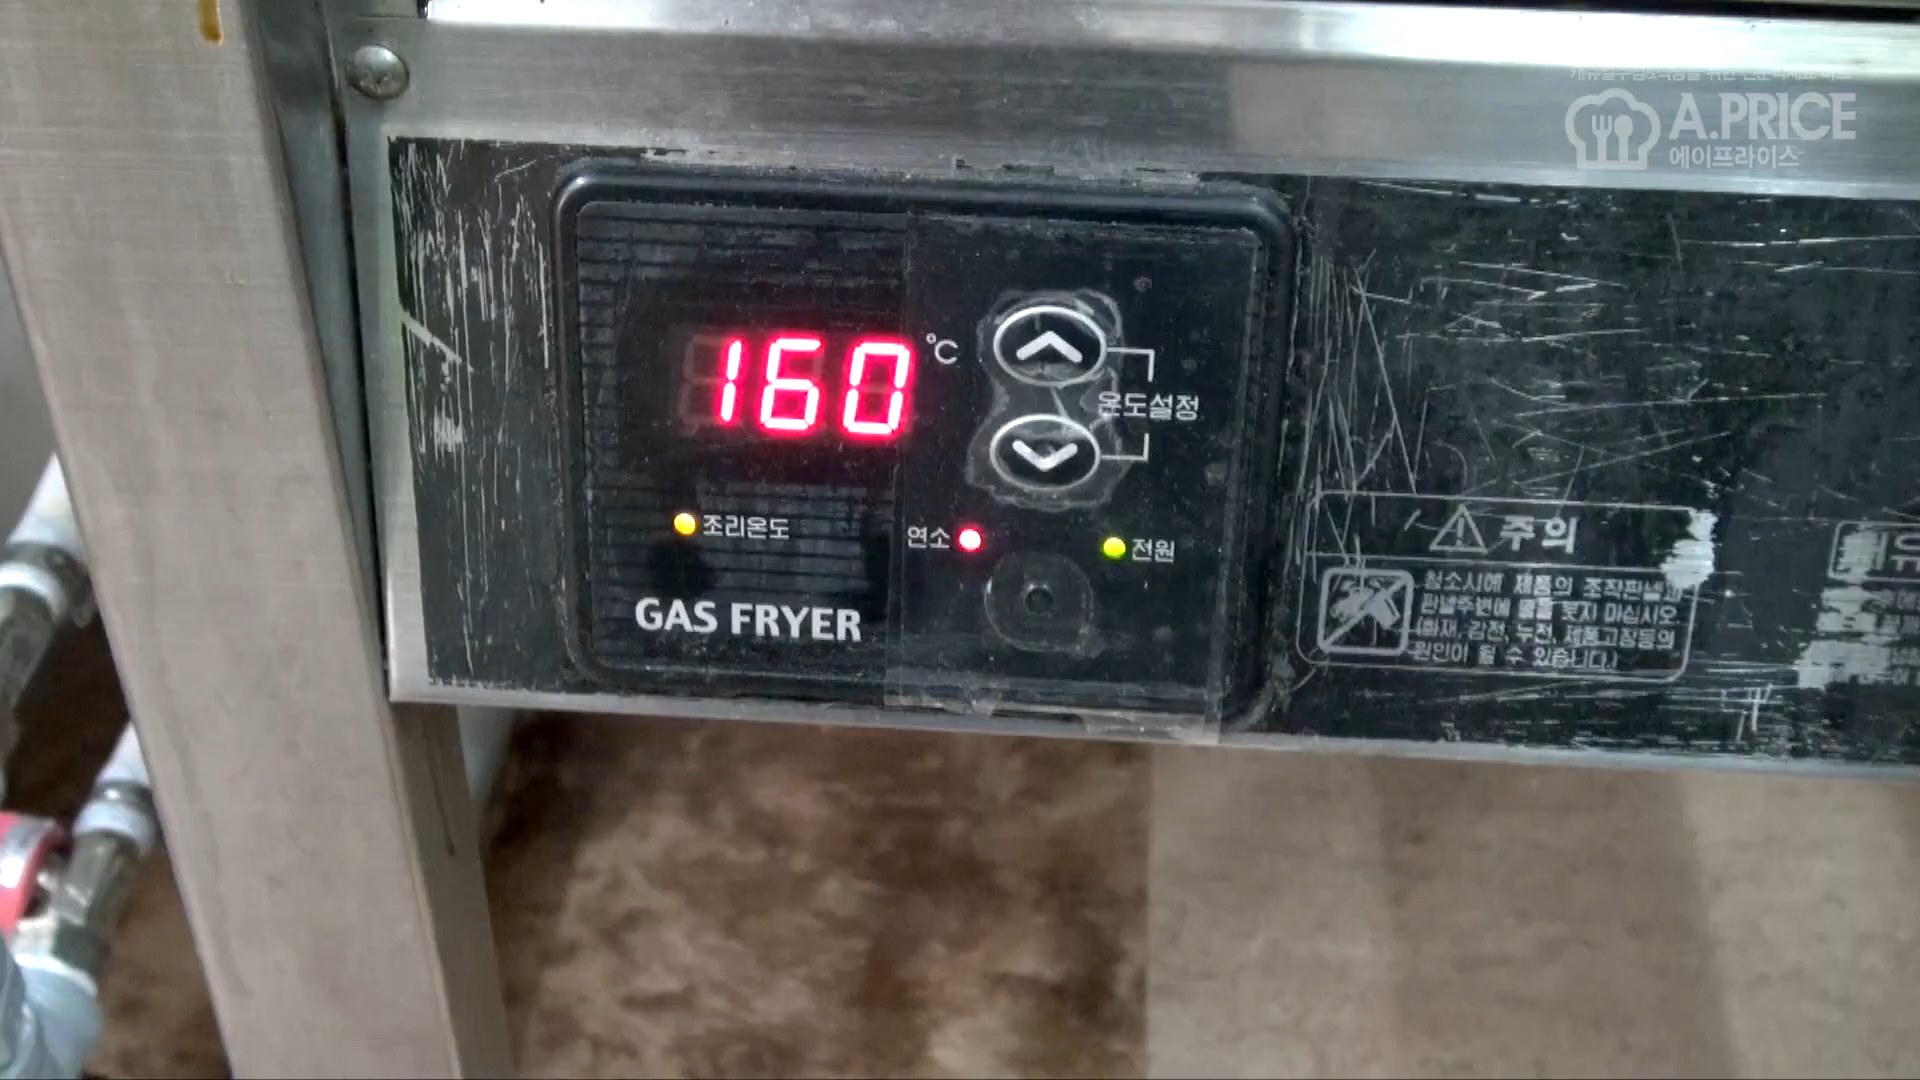 A.PRICE
에이프라이스
160
℃
온도설정
조리온도
연소
전원
GAS FRYER
주의
청소시에 제품의 조작판넬과
판넬주변에 물을 붓지 마십시오
(화재, 감전, 누전, 제품고장등의
원인이 될 수 있습니다.)